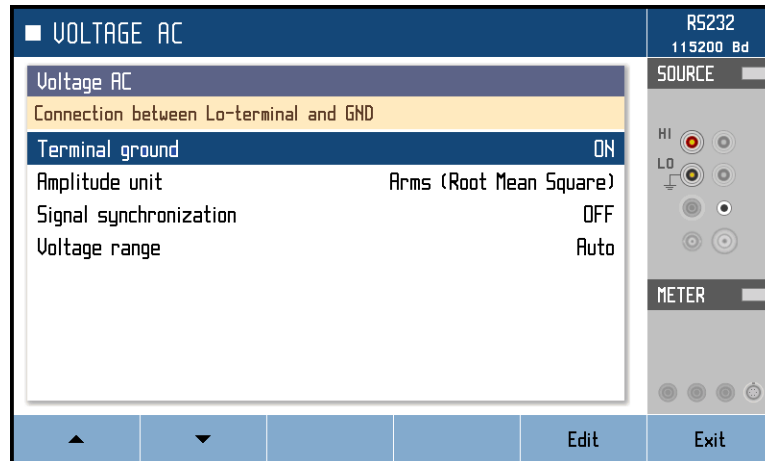 VOLTAGE AC
RS232
115200 Bd
Voltage AC
Connection between Lo-terminal and GND
Terminal ground ON
Amplitude unit Arms (Root Mean Square)
Signal synchronization OFF
Voltage range Auto
SOURCE
HI
LO
METER
Edit
Exit